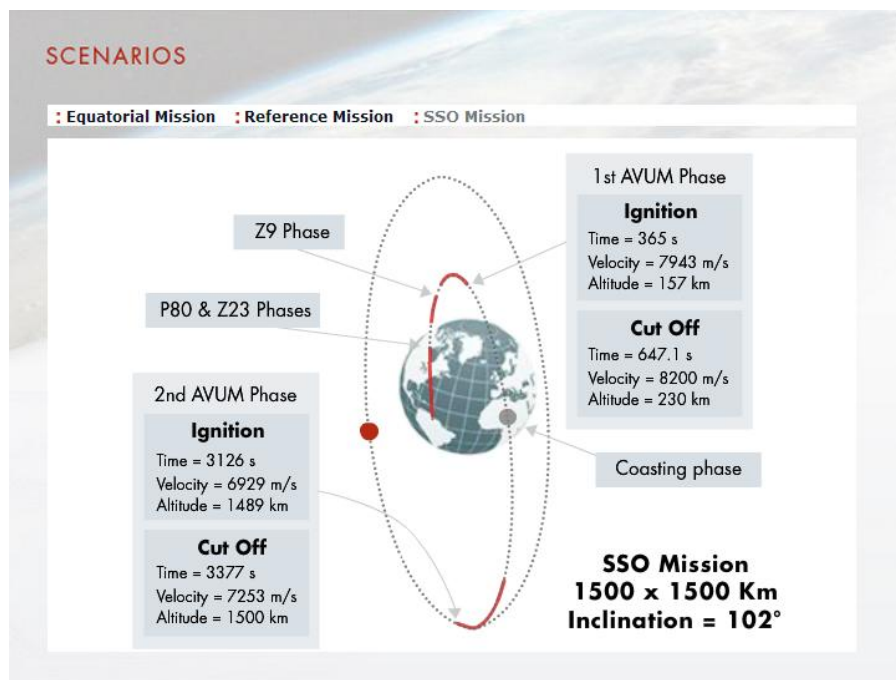 SCENARIOS
: Equatorial Mission : Reference Mission : SSO Mission
1st AVUM Phase
Ignition
Time = 365 s
Velocity = 7943 m/s
Altitude = 157 km
Cut Off
Time = 647.1 s
Velocity = 8200 m/s
Altitude = 230 km
Z9 Phase
P80 & Z23 Phases
2nd AVUM Phase
Ignition
Time = 3126 s
Velocity = 6929 m/s
Altitude = 1489 km
Cut Off
Time = 3377 s
Velocity = 7253 m/s
Altitude = 1500 km
Coasting phase
SSO Mission
1500 x 1500 Km
Inclination = 102°